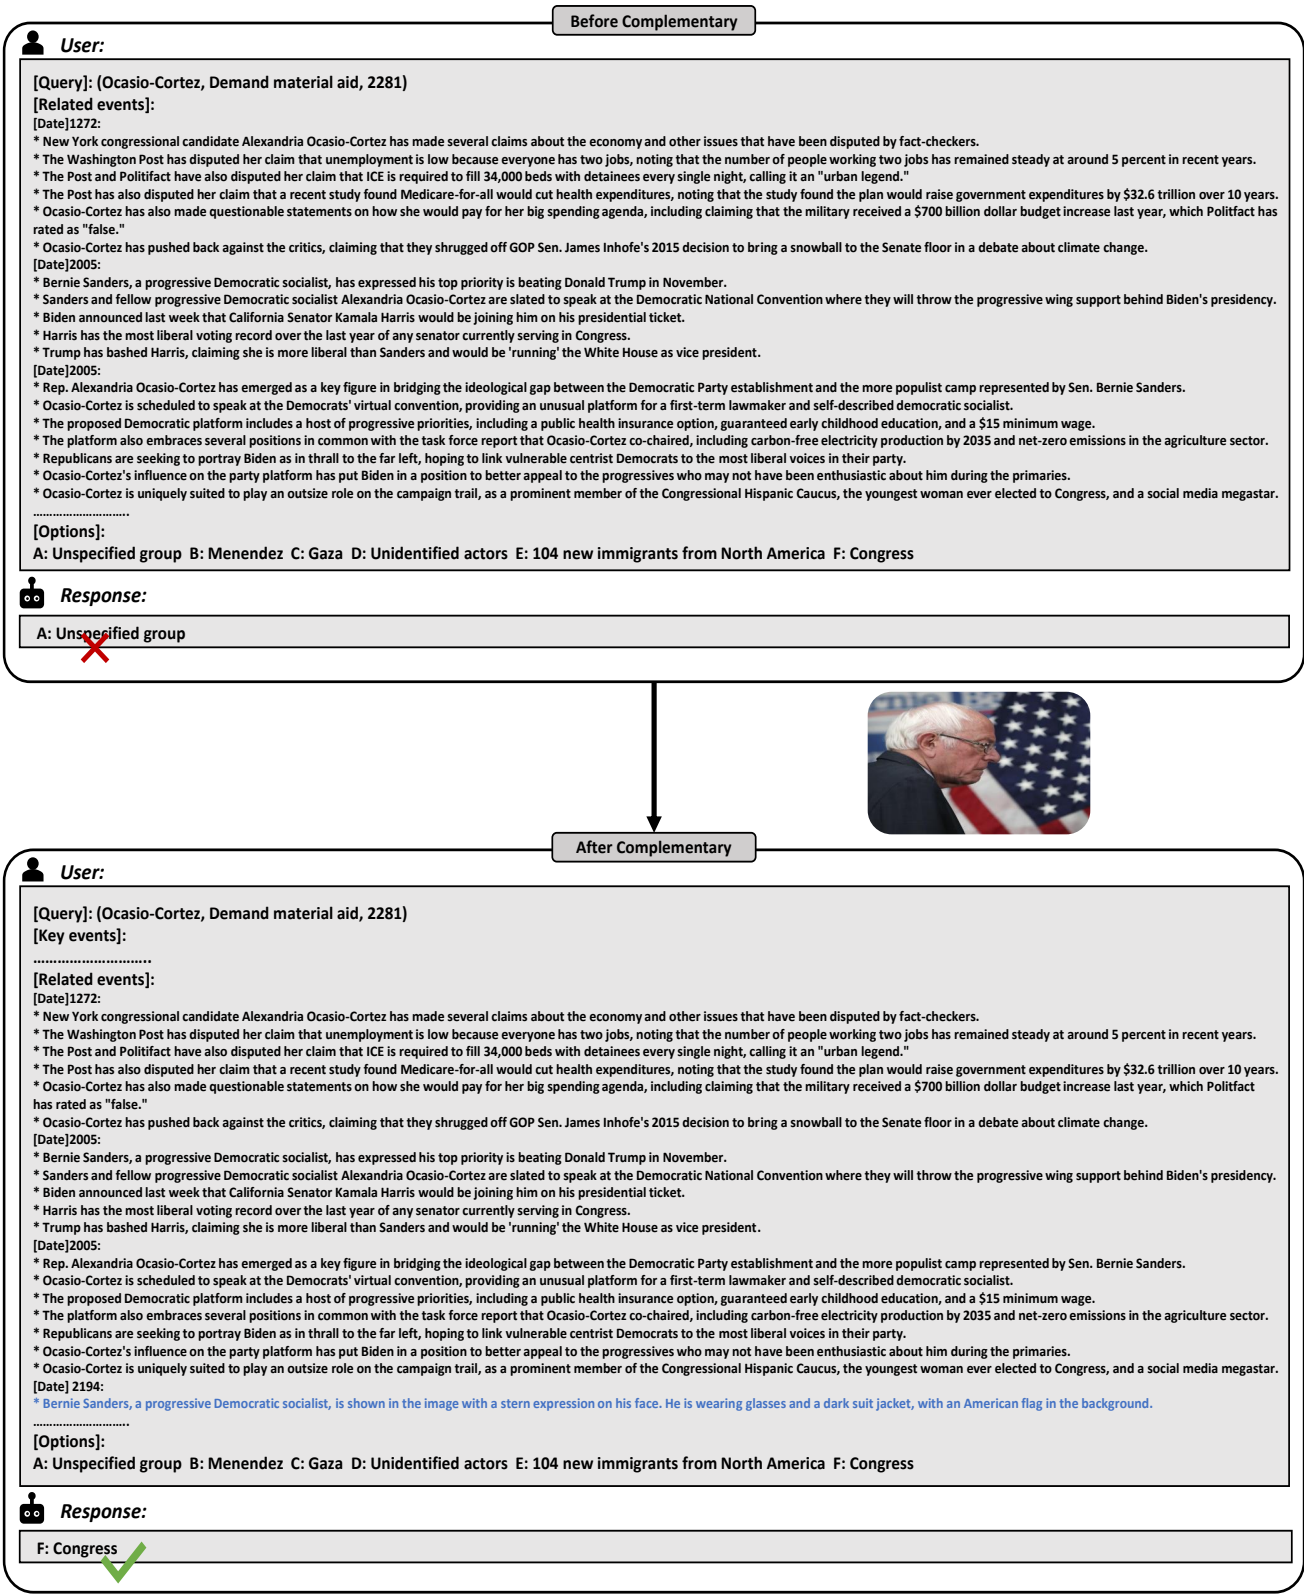 Before Complementary
User:
[Query]: (Ocasio-Cortez, Demand material aid, 2281)
[Related events]:
[Date]1272:
* New York congressional candidate Alexandria Ocasio-Cortez has made several claims about the economy and other issues that have been disputed by fact-checkers.
* The Washington Post has disputed her claim that unemployment is low because everyone has two jobs, noting that the number of people working two jobs has remained steady at around 5 percent in recent years.
* The Post and Politifact have also disputed her claim that ICE is required to fill 34,000 beds with detainees every single night, calling it an "urban legend."
* The Post has also disputed her claim that a recent study found Medicare-for-all would cut health expenditures, noting that the study found the plan would raise government expenditures by $32.6 trillion over 10 years.
* Ocasio-Cortez has also made questionable statements on how she would pay for her big spending agenda, including claiming that the military received a $700 billion dollar budget increase last year, which Politfact has
rated as "false."
* Ocasio-Cortez has pushed back against the critics, claiming that they shrugged off GOP Sen. James Inhofe's 2015 decision to bring a snowball to the Senate floor in a debate about climate change.
[Date]2005:
* Bernie Sanders, a progressive Democratic socialist, has expressed his top priority is beating Donald Trump in November.
* Sanders and fellow progressive Democratic socialist Alexandria Ocasio-Cortez are slated to speak at the Democratic National Convention where they will throw the progressive wing support behind Biden's presidency.
* Biden announced last week that California Senator Kamala Harris would be joining him on his presidential ticket.
* Harris has the most liberal voting record over the last year of any senator currently serving in Congress.
* Trump has bashed Harris, claiming she is more liberal than Sanders and would be 'running' the White House as vice president.
[Date]2005:
* Rep. Alexandria Ocasio-Cortez has emerged as a key figure in bridging the ideological gap between the Democratic Party establishment and the more populist camp represented by Sen. Bernie Sanders.
* Ocasio-Cortez is scheduled to speak at the Democrats' virtual convention, providing an unusual platform for a first-term lawmaker and self-described democratic socialist.
* The proposed Democratic platform includes a host of progressive priorities, including a public health insurance option, guaranteed early childhood education, and a $15 minimum wage.
* The platform also embraces several positions in common with the task force report that Ocasio-Cortez co-chaired, including carbon-free electricity production by 2035 and net-zero emissions in the agriculture sector.
* Republicans are seeking to portray Biden as in thrall to the far left, hoping to link vulnerable centrist Democrats to the most liberal voices in their party.
* Ocasio-Cortez's influence on the party platform has put Biden in a position to better appeal to the progressives who may not have been enthusiastic about him during the primaries.
* Ocasio-Cortez is uniquely suited to play an outsize role on the campaign trail, as a prominent member of the Congressional Hispanic Caucus, the youngest woman ever elected to Congress, and a social media megastar.
………………………..
[Options]:
A: Unspecified group B: Menendez C: Gaza D: Unidentified actors E: 104 new immigrants from North America F: Congress
Response:
A: Unspecified group
After Complementary
User:
[Query]: (Ocasio-Cortez, Demand material aid, 2281)
[Key events]:
………………………..
[Related events]:
[Date]1272:
* New York congressional candidate Alexandria Ocasio-Cortez has made several claims about the economy and other issues that have been disputed by fact-checkers.
* The Washington Post has disputed her claim that unemployment is low because everyone has two jobs, noting that the number of people working two jobs has remained steady at around 5 percent in recent years.
* The Post and Politifact have also disputed her claim that ICE is required to fill 34,000 beds with detainees every single night, calling it an "urban legend."
* The Post has also disputed her claim that a recent study found Medicare-for-all would cut health expenditures, noting that the study found the plan would raise government expenditures by $32.6 trillion over 10 years.
* Ocasio-Cortez has also made questionable statements on how she would pay for her big spending agenda, including claiming that the military received a $700 billion dollar budget increase last year, which Politfact
has rated as "false."
* Ocasio-Cortez has pushed back against the critics, claiming that they shrugged off GOP Sen. James Inhofe's 2015 decision to bring a snowball to the Senate floor in a debate about climate change.
[Date]2005:
* Bernie Sanders, a progressive Democratic socialist, has expressed his top priority is beating Donald Trump in November.
* Sanders and fellow progressive Democratic socialist Alexandria Ocasio-Cortez are slated to speak at the Democratic National Convention where they will throw the progressive wing support behind Biden's presidency.
* Biden announced last week that California Senator Kamala Harris would be joining him on his presidential ticket.
* Harris has the most liberal voting record over the last year of any senator currently serving in Congress.
* Trump has bashed Harris, claiming she is more liberal than Sanders and would be 'running' the White House as vice president.
[Date]2005:
* Rep. Alexandria Ocasio-Cortez has emerged as a key figure in bridging the ideological gap between the Democratic Party establishment and the more populist camp represented by Sen. Bernie Sanders.
* Ocasio-Cortez is scheduled to speak at the Democrats' virtual convention, providing an unusual platform for a first-term lawmaker and self-described democratic socialist.
* The proposed Democratic platform includes a host of progressive priorities, including a public health insurance option, guaranteed early childhood education, and a $15 minimum wage.
* The platform also embraces several positions in common with the task force report that Ocasio-Cortez co-chaired, including carbon-free electricity production by 2035 and net-zero emissions in the agriculture sector.
* Republicans are seeking to portray Biden as in thrall to the far left, hoping to link vulnerable centrist Democrats to the most liberal voices in their party.
* Ocasio-Cortez's influence on the party platform has put Biden in a position to better appeal to the progressives who may not have been enthusiastic about him during the primaries.
* Ocasio-Cortez is uniquely suited to play an outsize role on the campaign trail, as a prominent member of the Congressional Hispanic Caucus, the youngest woman ever elected to Congress, and a social media megastar.
[Date] 2194:
* Bernie Sanders, a progressive Democratic socialist, is shown in the image with a stern expression on his face. He is wearing glasses and a dark suit jacket, with an American flag in the background.
………………………..
[Options]:
A: Unspecified group B: Menendez C: Gaza D: Unidentified actors E: 104 new immigrants from North America F: Congress
Response:
F: Congress